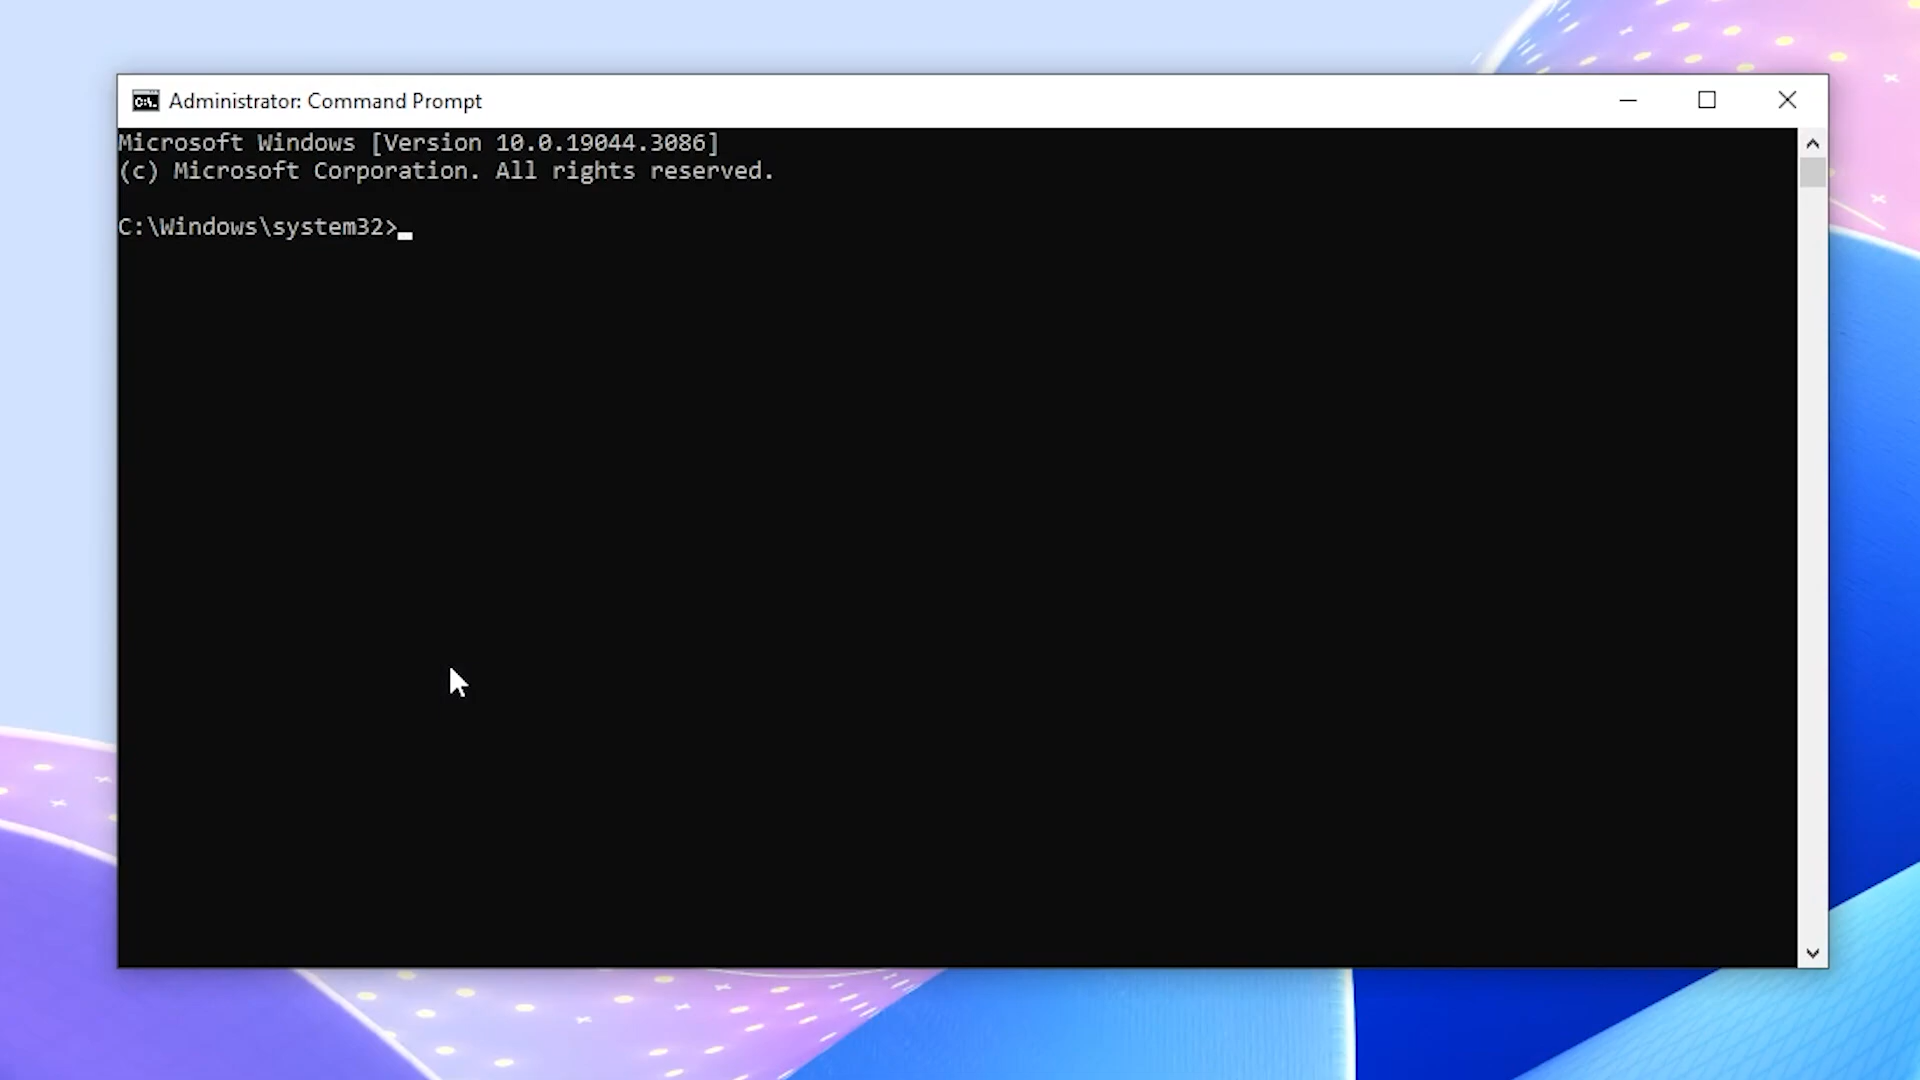 Administrator: Command Prompt
Microsoft Windows [Version 10.0.19044.3086]
(c) Microsoft Corporation. All rights reserved.
C:\Windows\system32>